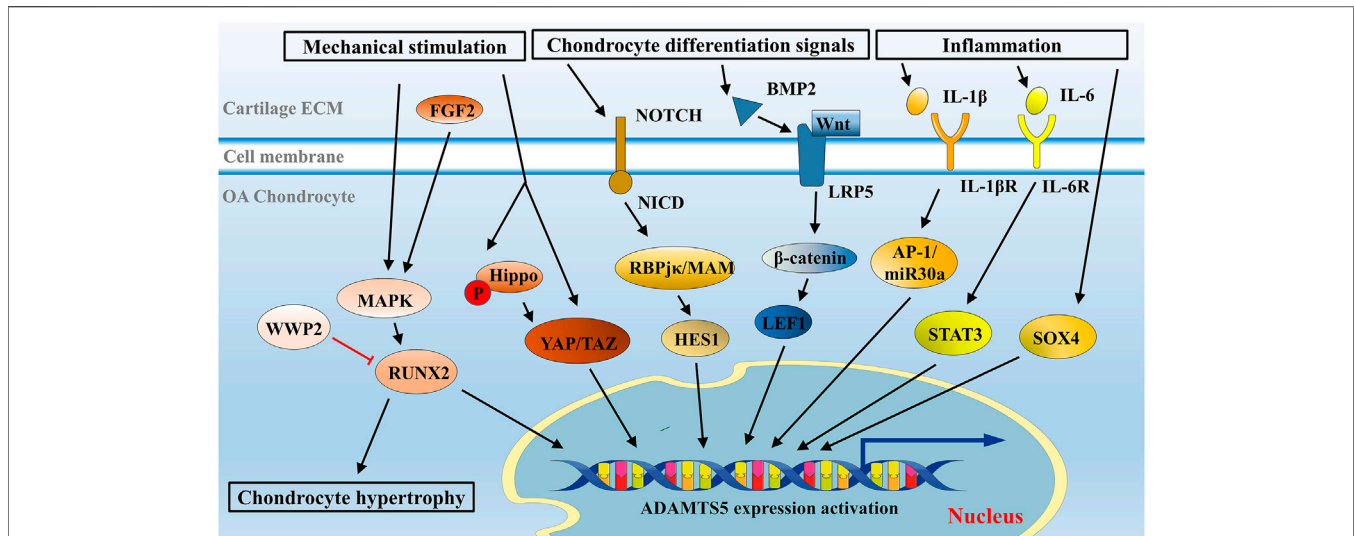 Mechanical stimulation
Chondrocyte differentiation signals
Inflammation
Cartilage ECM
FGF2
NOTCH
BMP2
Wnt
IL-1β
IL-6
Cell membrane
OA Chondrocyte
NICD
LRP5
IL-1βR
IL-6R
Hippo
P
RBPjκ/MAM
β-catenin
AP-1/
miR30a
MAPK
WWP2
RUNX2
YAP/TAZ
HES1
LEF1
STAT3
SOX4
Chondrocyte hypertrophy
ADAMTS5 expression activation
Nucleus